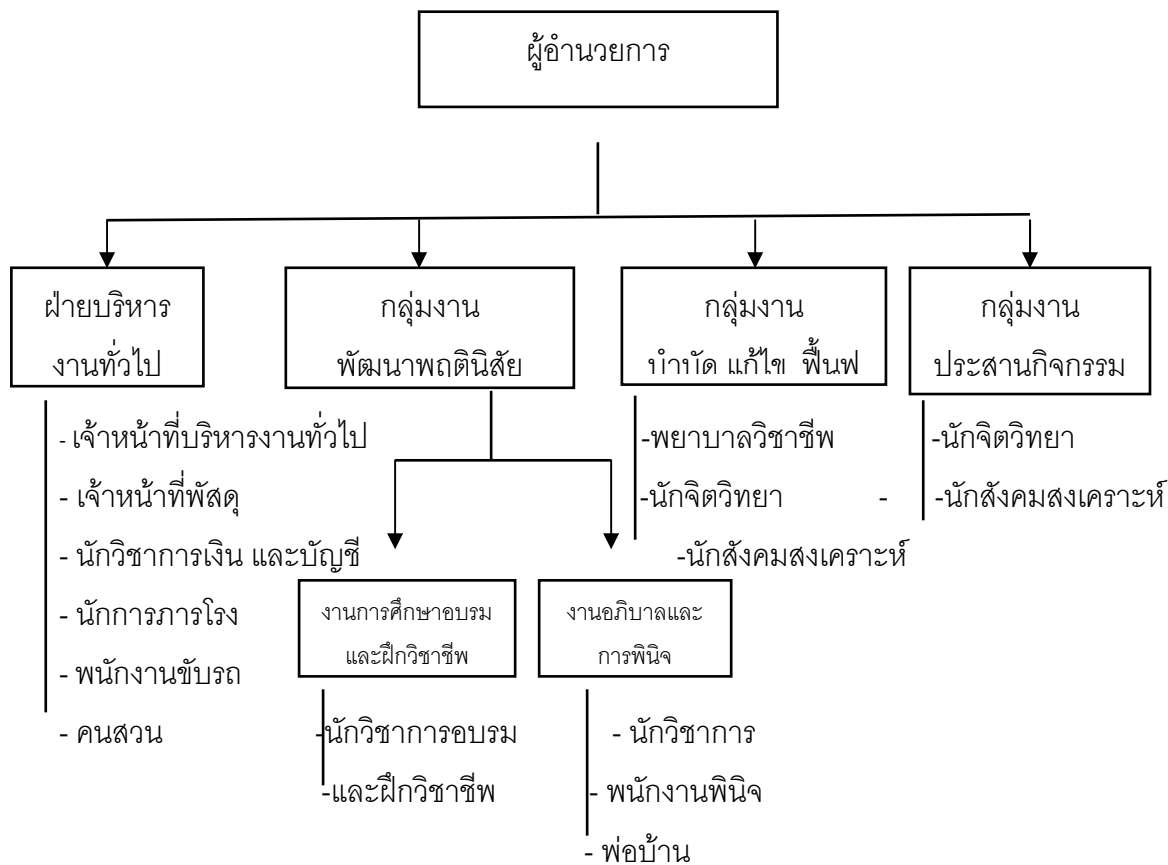 ผู้อำนวยการ
ฝ่ายบริหาร
งานทั่วไป
- เจ้าหน้าที่บริหารงานทั่วไป
- เจ้าหน้าที่พัสดุ
- นักวิชาการเงิน และบัญชี
- นักการภารโรง
- พนักงานขับรถ
- คนสวน
กลุ่มงาน
พัฒนาพฤตินิสัย
งานการศึกษาอบรม
และฝึกวิชาชีพ
-นักวิชาการอบรม
-และฝึกวิชาชีพ
งานอภิบาลและ
การพินิจ
- นักวิชาการ
- พนักงานพินิจ
- พ่อบ้าน
กลุ่มงาน
บำบัด แก้ไข ฟื้นฟ
-พยาบาลวิชาชีพ
-นักจิตวิทยา -
-นักสังคมสงเคราะห์
กลุ่มงาน
ประสานกิจกรรม
-นักจิตวิทยา
-นักสังคมสงเคราะห์